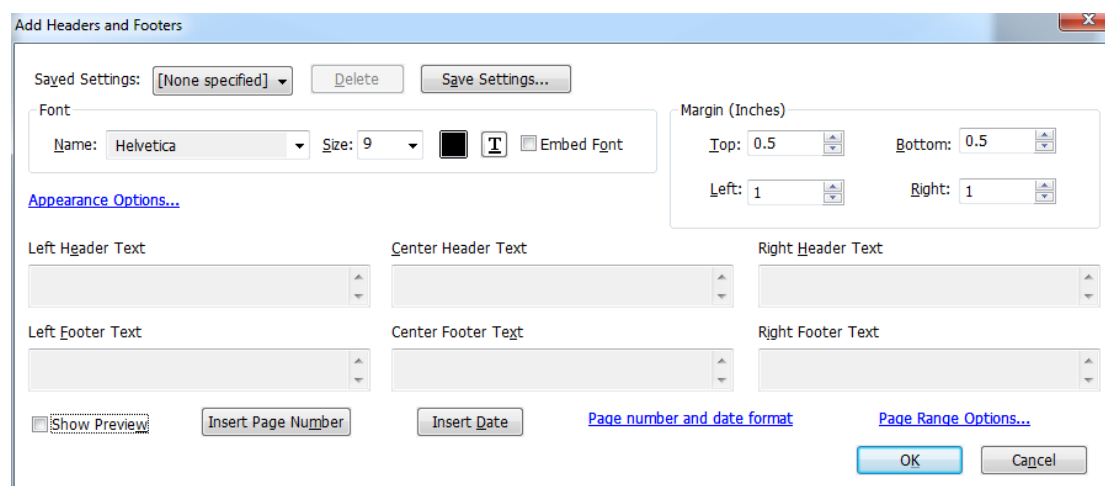 Add Headers and Footers
x
Saved Settings: [None specified] Delete Save Settings...
Font
Name: Helvetica Size: 9 T Embed Font
Margin (Inches)
Top: 0.5 Bottom: 0.5
Left: 1 Right: 1
Appearance Options...
Left Header Text Center Header Text Right Header Text
Left Footer Text Center Footer Text Right Footer Text
Show Preview Insert Page Number Insert Date Page number and date format Page Range Options...
OK Cancel